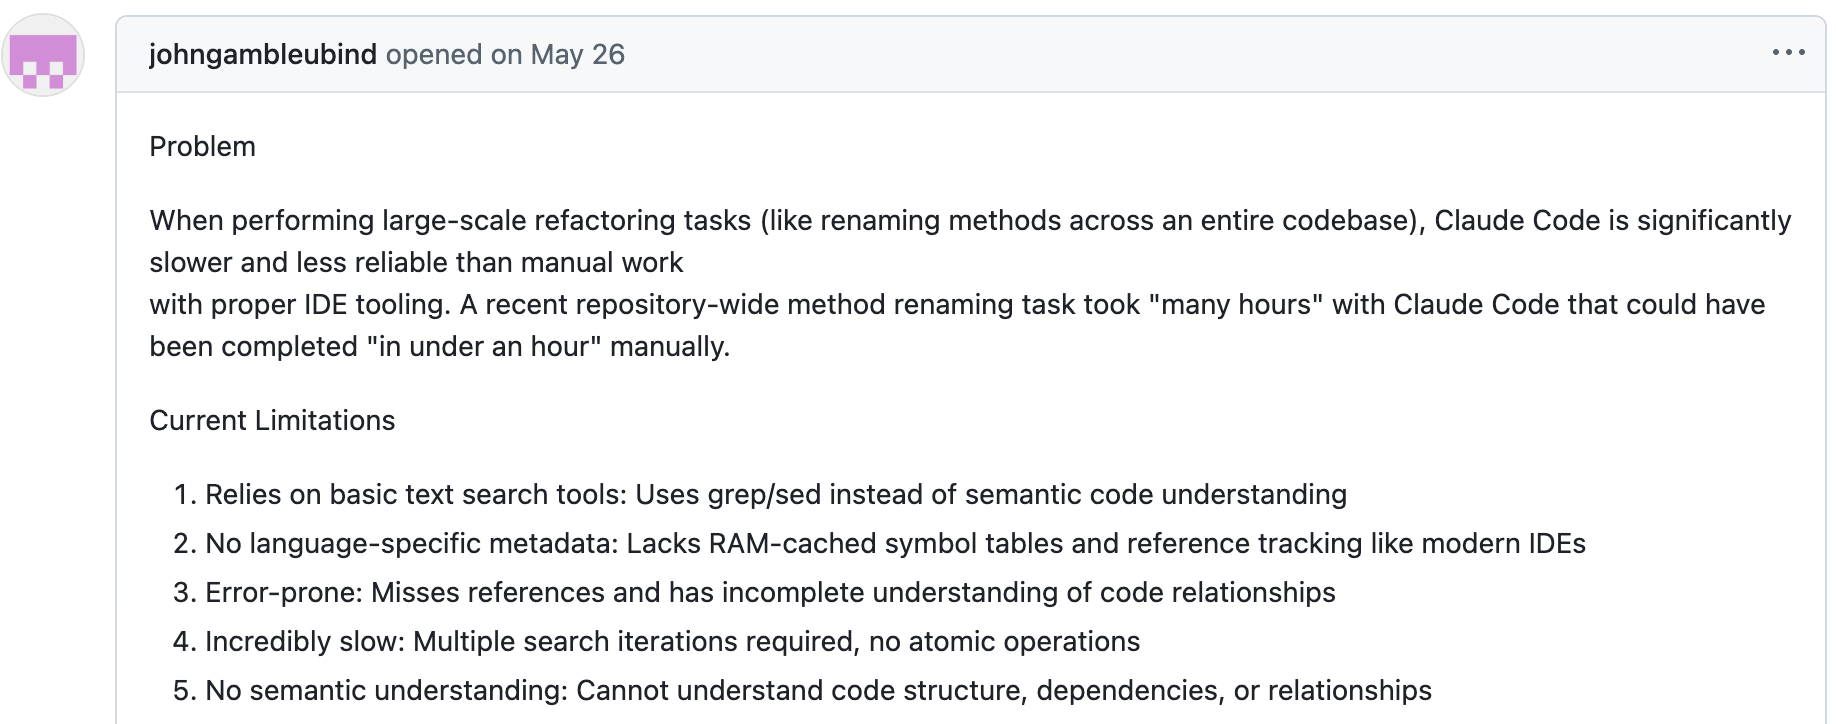 johngambleubind opened on May 26
Problem
When performing large-scale refactoring tasks (like renaming methods across an entire codebase), Claude Code is significantly
slower and less reliable than manual work
with proper IDE tooling. A recent repository-wide method renaming task took "many hours" with Claude Code that could have
been completed "in under an hour" manually.
Current Limitations
1. Relies on basic text search tools: Uses grep/sed instead of semantic code understanding
2. No language-specific metadata: Lacks RAM-cached symbol tables and reference tracking like modern IDEs
3. Error-prone: Misses references and has incomplete understanding of code relationships
4. Incredibly slow: Multiple search iterations required, no atomic operations
5. No semantic understanding: Cannot understand code structure, dependencies, or relationships